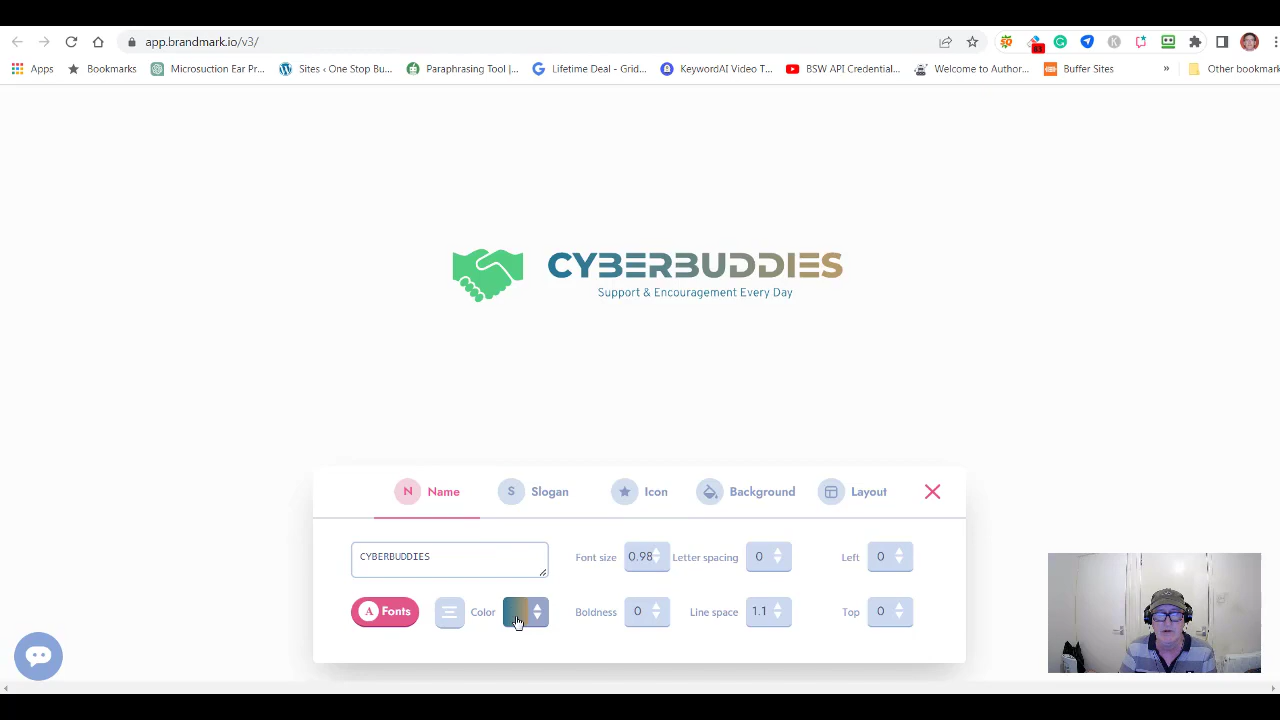 app.brandmark.io/v3/
83
K
Apps
Bookmarks
Microsuction Ear Pr...
Sites ‹ One Stop Bu...
Paraphrasing Tool |...
Lifetime Deal - Grid...
KeywordAI Video T...
BSW API Credential...
Welcome to Author...
Buffer Sites
»
Other bookmark
CYBERBUDDIES
Support & Encouragement Every Day
N Name
S Slogan
Icon
Background
Layout
CYBERBUDDIES
Font size 0.98
Letter spacing 0
Left 0
A Fonts
Color
Boldness 0
Line space 1.1
Top 0